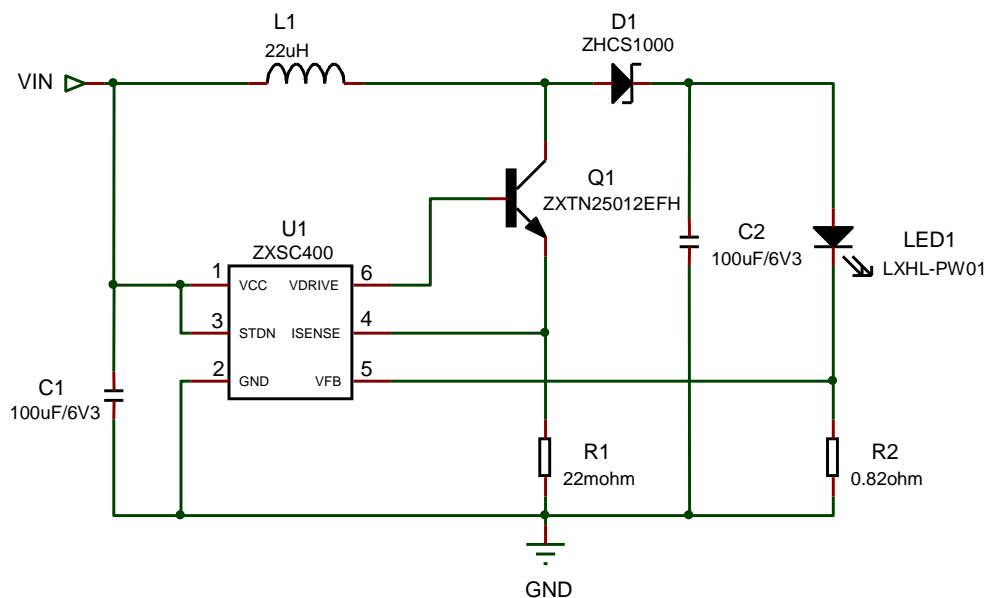 L1
22uH
D1
ZHCS1000
VIN
Q1
ZXTN25012EFH
U1
ZXSC400
1
VCC
VDRIVE
6
3
STDN
ISENSE
4
2
GND
VFB
5
C2
100uF/6V3
LED1
LXHL-PW01
C1
100uF/6V3
R1
22mohm
R2
0.82ohm
GND